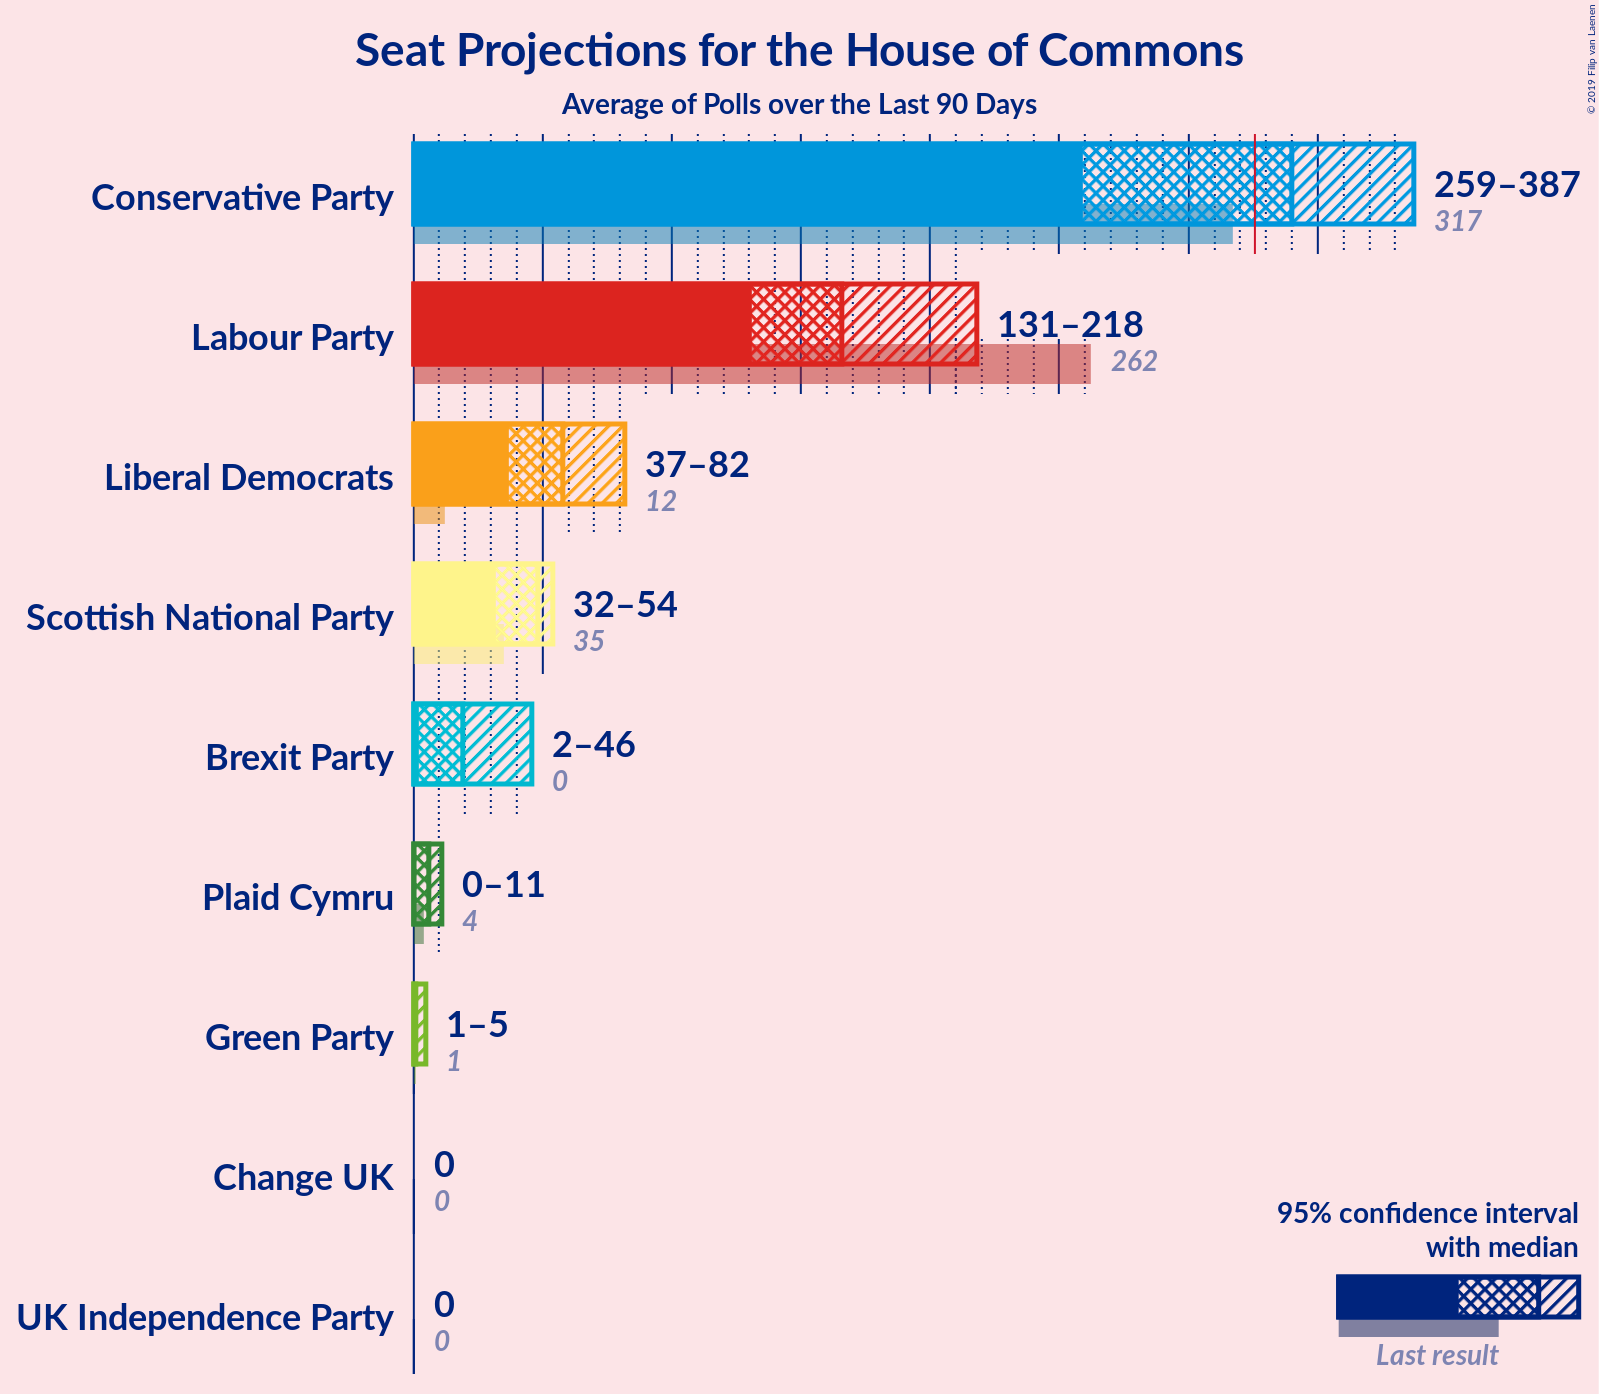 Seat Projections for the House of Commons
Average of Polls over the Last 90 Days
© 2019 Filip van Laenen
Conservative Party
259–387
317
Labour Party
131–218
262
Liberal Democrats
37–82
12
Scottish National Party
32–54
35
Brexit Party
2–46
0
Plaid Cymru
0–11
4
Green Party
1–5
1
Change UK
0
0
UK Independence Party
0
0
95% confidence interval
with median
Last result